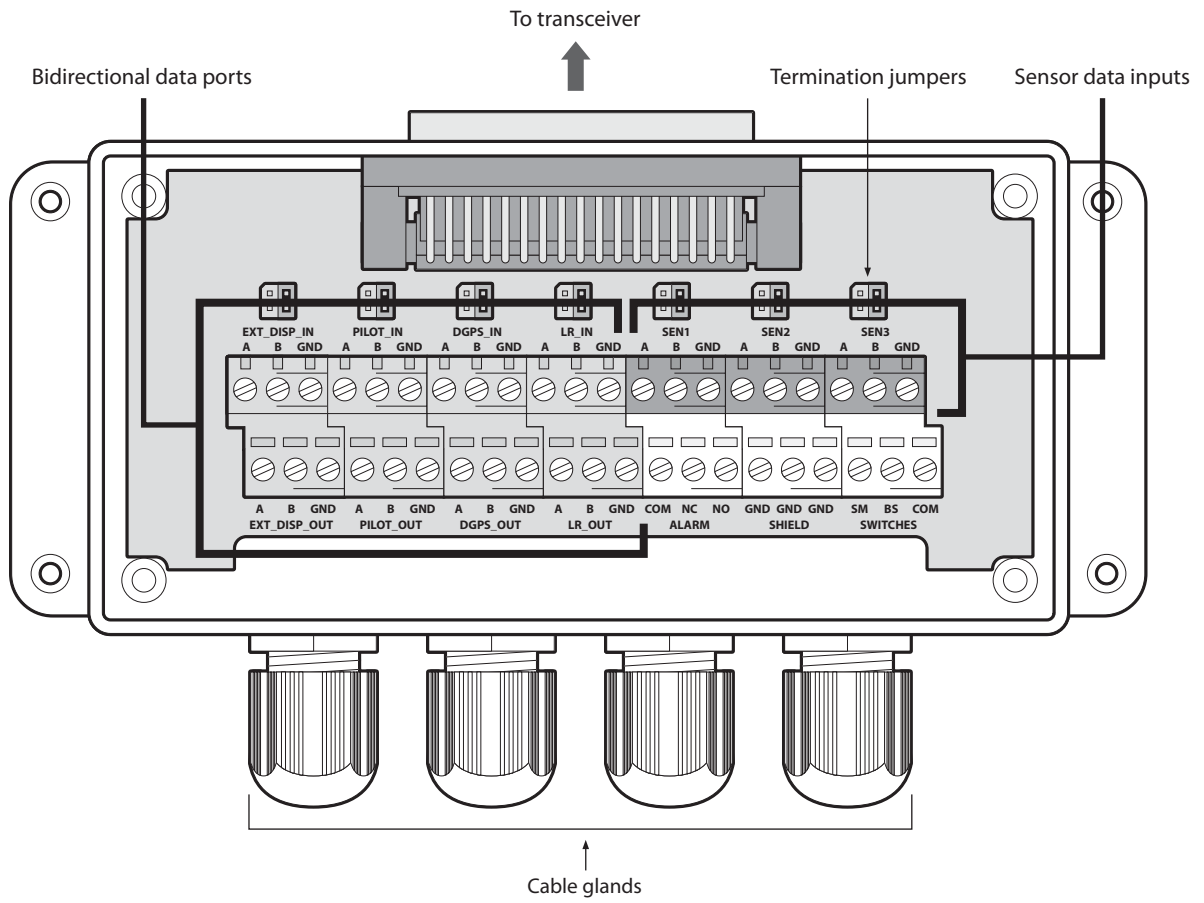 To transceiver
Bidirectional data ports
Termination jumpers
Sensor data inputs
EXT_DISP_IN PILOT_IN DGPS_IN LR_IN SEN1 SEN2 SEN3
A B GND A B GND A B GND A B GND A B GND A B GND A B GND
A B GND A B GND A B GND A B GND COM NC NO GND GND GND SM BS COM
EXT_DISP_OUT PILOT_OUT DGPS_OUT LR_OUT ALARM SHIELD SWITCHES
Cable glands